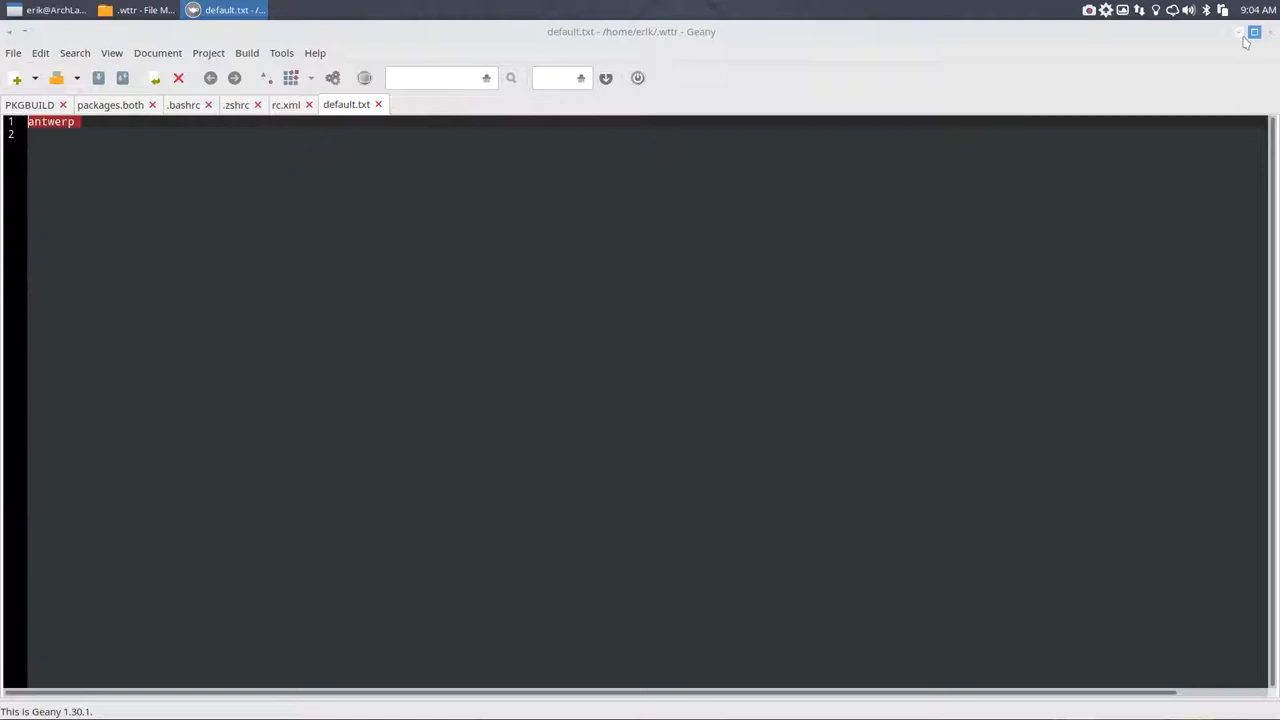 erik@ArchLa... .wttr - File M... default.txt - /... 9:04 AM
default.txt - /home/erik/.wttr - Geany
File Edit Search View Document Project Build Tools Help
PKGBUILD packages.both .bashrc .zshrc rc.xml default.txt
1 antwerp
2
This is Geany 1.30.1.